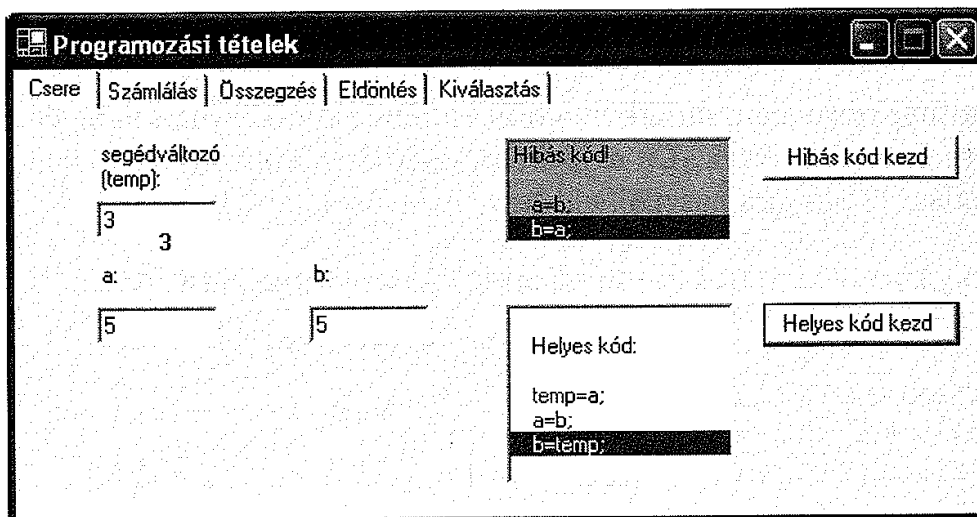 Programozási tételek
Csere Számlálás Összegzés Eldöntés Kiválasztás
segédváltozó
(temp):
3
3
a:
b:
5
5
Hibás kód!
a=b;
b=a;
Hibás kód kezd
Helyes kód:
temp=a;
a=b;
b=temp;
Helyes kód kezd